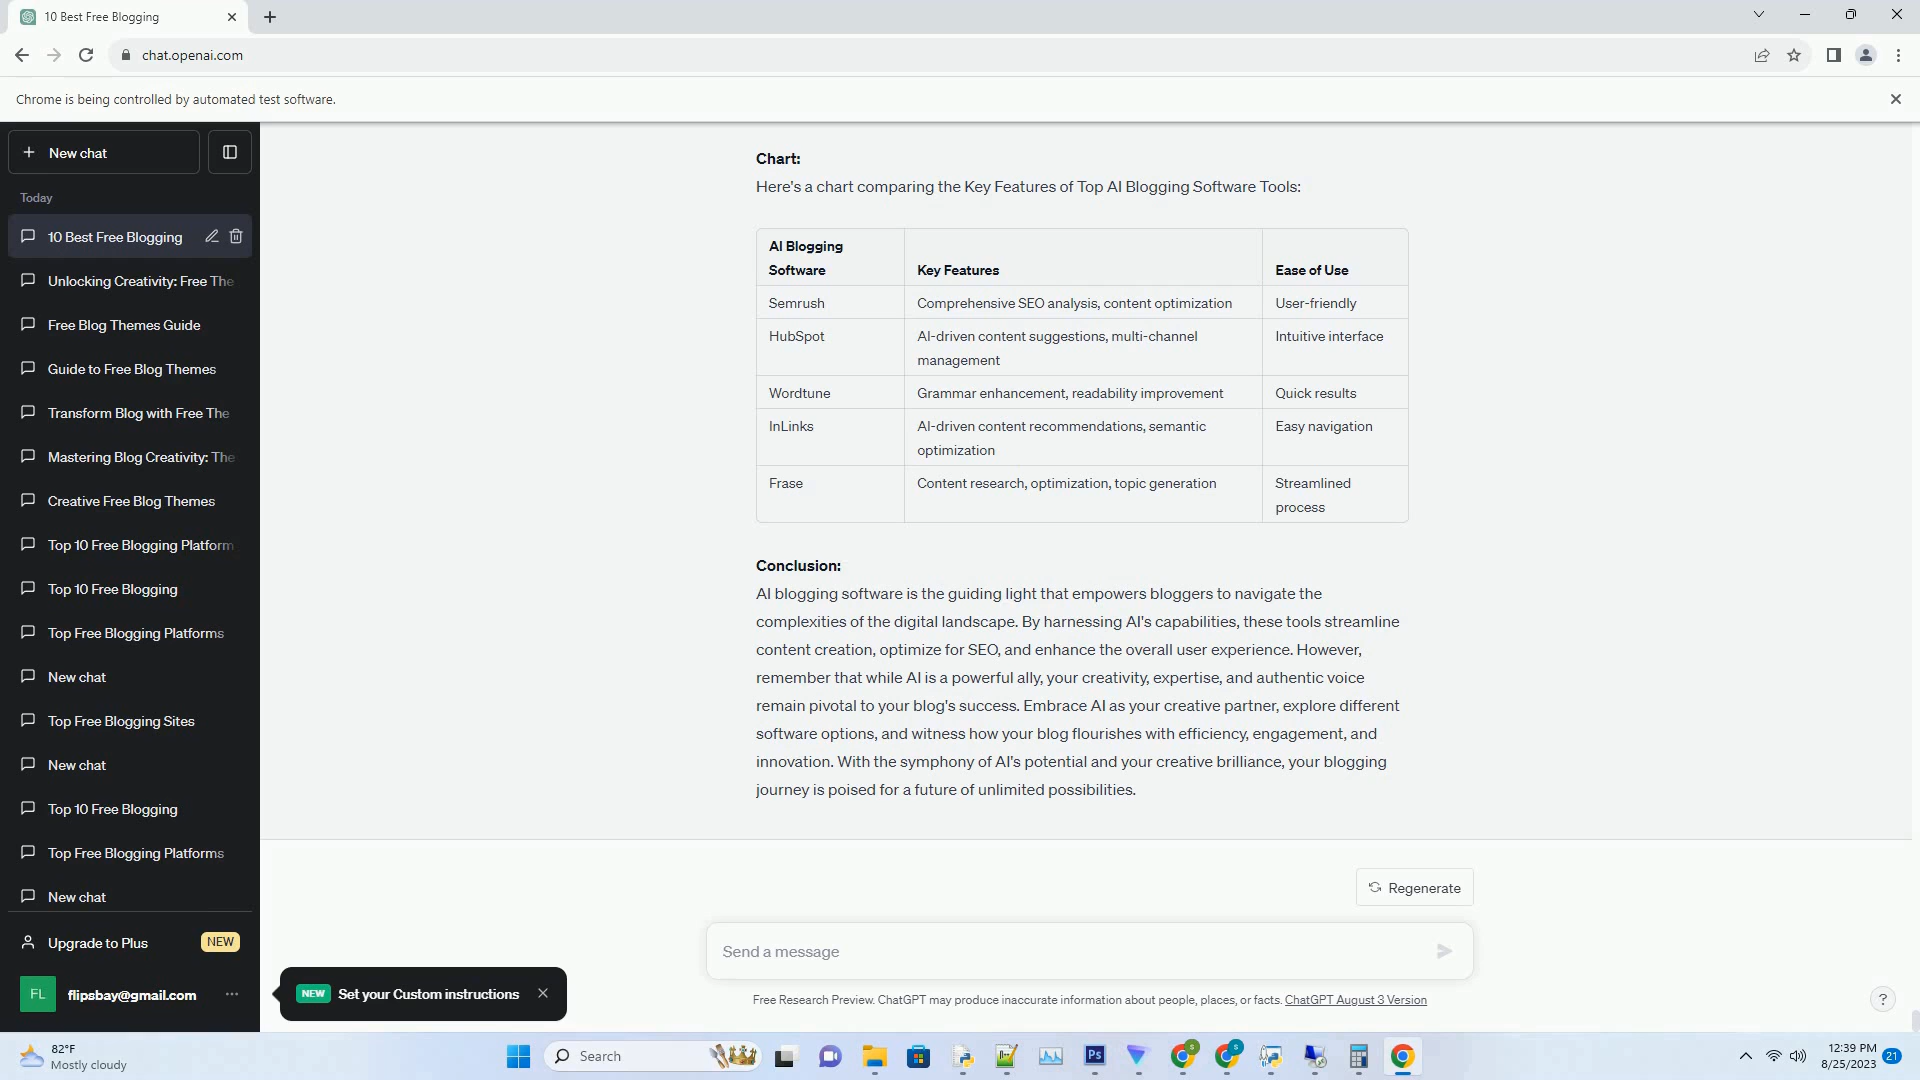 10 Best Free Blogging
chat.openai.com
Chrome is being controlled by automated test software.
New chat
Today
10 Best Free Blogging
Unlocking Creativity: Free The
Free Blog Themes Guide
Guide to Free Blog Themes
Transform Blog with Free The
Mastering Blog Creativity: The
Creative Free Blog Themes
Top 10 Free Blogging Platform
Top 10 Free Blogging
Top Free Blogging Platforms
New chat
Top Free Blogging Sites
New chat
Top 10 Free Blogging
Top Free Blogging Platforms
New chat
Upgrade to Plus NEW
FL flipsbay@gmail.com
NEW Set your Custom instructions
Chart:
Here's a chart comparing the Key Features of Top AI Blogging Software Tools:
AI Blogging
Software Key Features Ease of Use
Semrush Comprehensive SEO analysis, content optimization User-friendly
HubSpot AI-driven content suggestions, multi-channel Intuitive interface
management
Wordtune Grammar enhancement, readability improvement Quick results
InLinks AI-driven content recommendations, semantic Easy navigation
optimization
Frase Content research, optimization, topic generation Streamlined
process
Conclusion:
AI blogging software is the guiding light that empowers bloggers to navigate the
complexities of the digital landscape. By harnessing AI's capabilities, these tools streamline
content creation, optimize for SEO, and enhance the overall user experience. However,
remember that while AI is a powerful ally, your creativity, expertise, and authentic voice
remain pivotal to your blog's success. Embrace AI as your creative partner, explore different
software options, and witness how your blog flourishes with efficiency, engagement, and
innovation. With the symphony of AI's potential and your creative brilliance, your blogging
journey is poised for a future of unlimited possibilities.
Regenerate
Send a message
Free Research Preview. ChatGPT may produce inaccurate information about people, places, or facts. ChatGPT August 3 Version
?
82°F
Mostly cloudy
Search
Ps
S
S
12:39 PM
8/25/2023
21